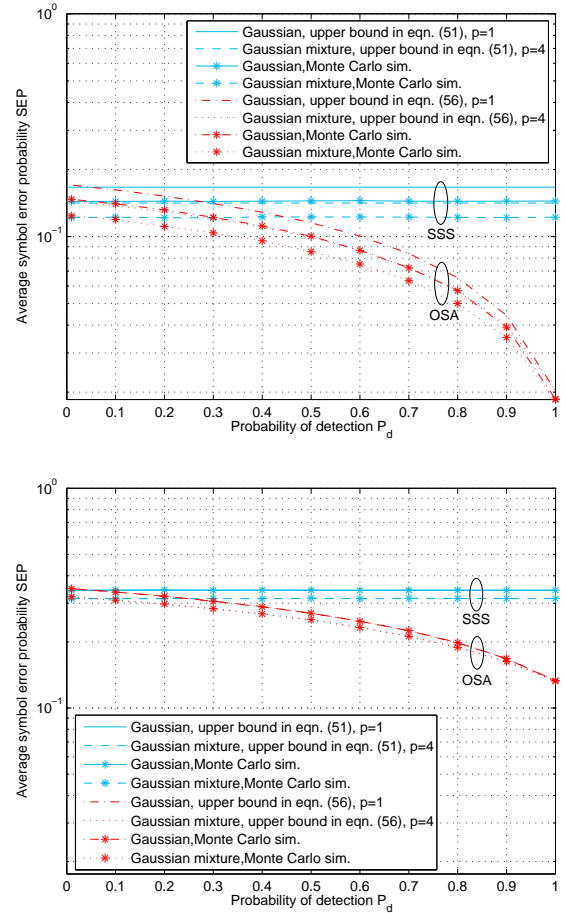 Gaussian, upper bound in eqn. (51), p=1
Gaussian mixture, upper bound in eqn. (51), p=4
Gaussian,Monte Carlo sim.
Gaussian mixture,Monte Carlo sim.
Gaussian, upper bound in eqn. (56), p=1
Gaussian mixture, upper bound in eqn. (56), p=4
Gaussian,Monte Carlo sim.
Gaussian mixture,Monte Carlo sim.
10^0
10^-1
Average symbol error probability SEP
SSS
OSA
0 0.1 0.2 0.3 0.4 0.5 0.6 0.7 0.8 0.9 1
Probability of detection P_d
10^0
10^-1
Average symbol error probability SEP
SSS
OSA
Gaussian, upper bound in eqn. (51), p=1
Gaussian mixture, upper bound in eqn. (51), p=4
Gaussian,Monte Carlo sim.
Gaussian mixture,Monte Carlo sim.
Gaussian, upper bound in eqn. (56), p=1
Gaussian mixture, upper bound in eqn. (56), p=4
Gaussian,Monte Carlo sim.
Gaussian mixture,Monte Carlo sim.
0 0.1 0.2 0.3 0.4 0.5 0.6 0.7 0.8 0.9 1
Probability of detection P_d